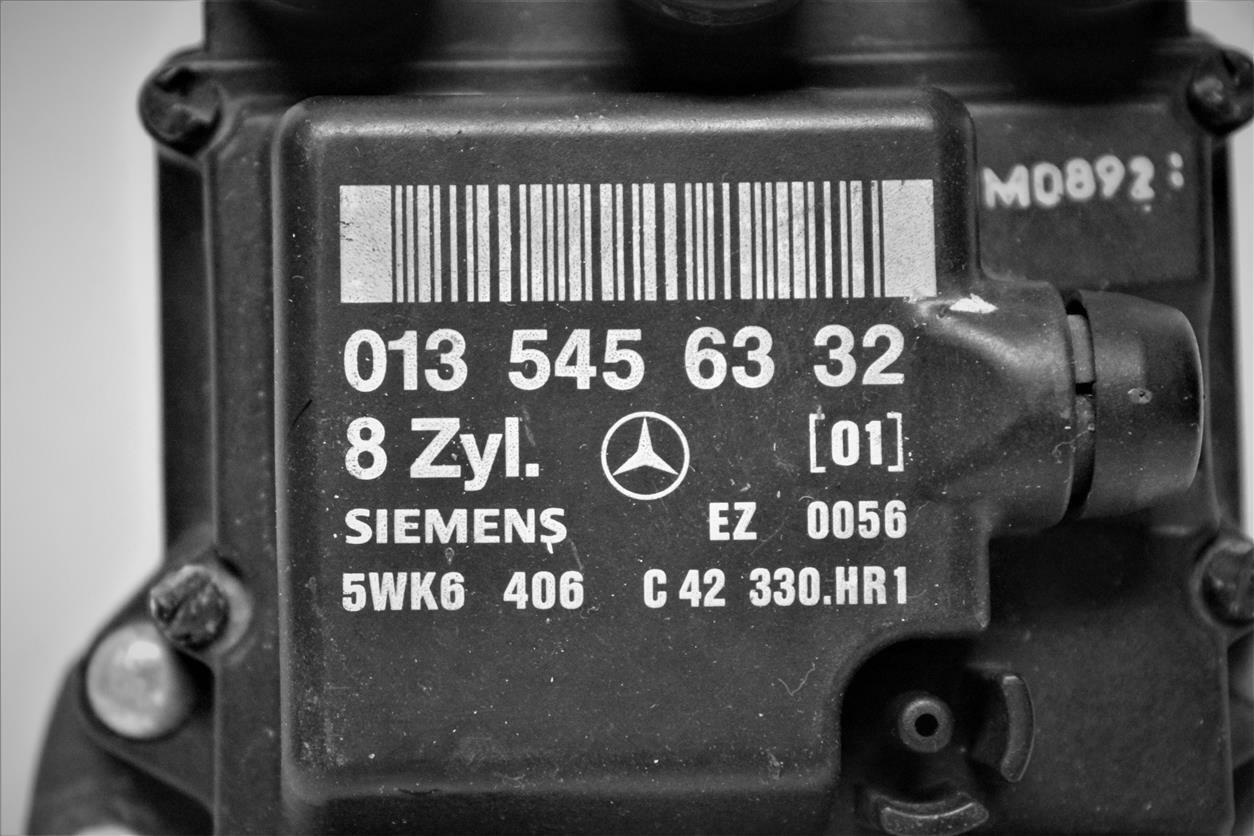 M0892
013 545 63 32
8 Zyl. [01]
SIEMENS EZ 0056
5WK6 406 C 42 330.HR1